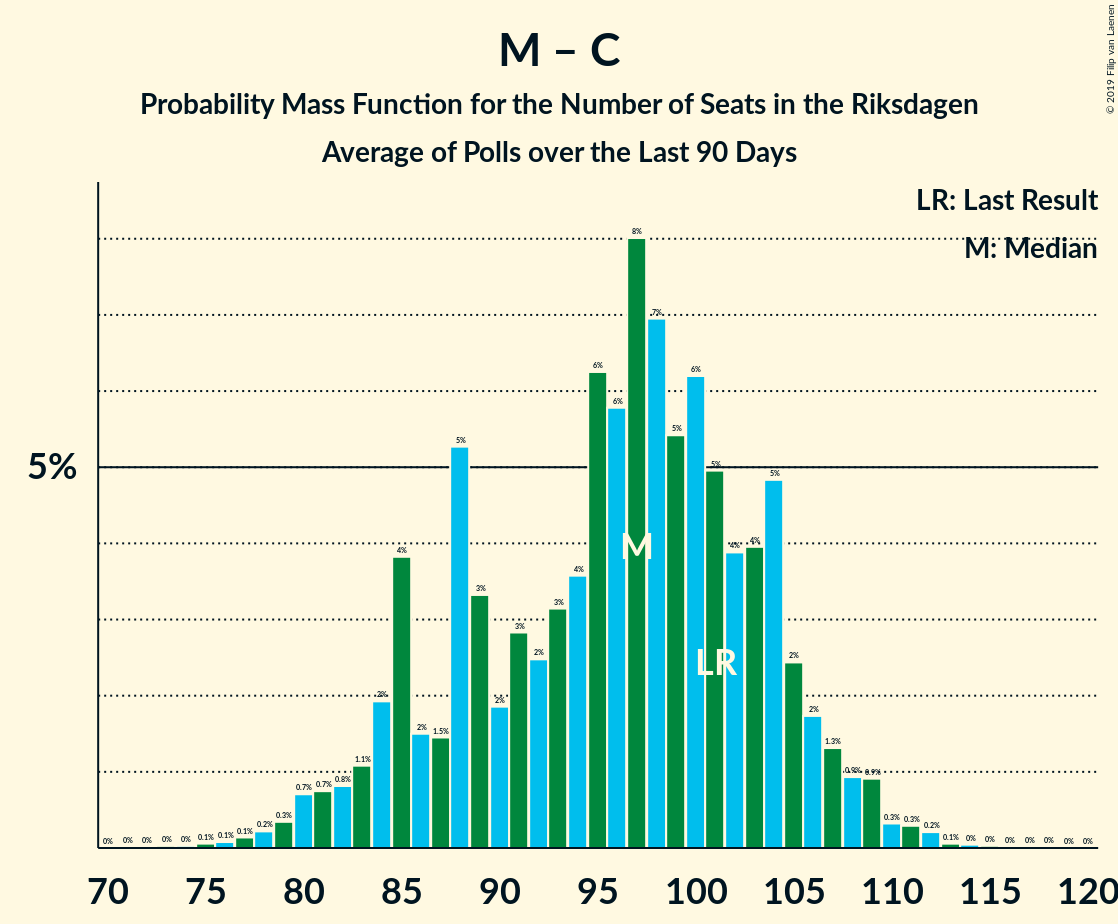 M – C
Probability Mass Function for the Number of Seats in the Riksdagen
Average of Polls over the Last 90 Days
© 2019 Filip van Laenen
LR: Last Result
M: Median
5%
0% 0% 0% 0% 0% 0.1% 0.1% 0.1% 0.2% 0.3% 0.7% 0.7% 0.8% 1.1% 2% 4% 2% 1.5% 5% 3% 2% 3% 2% 3% 4% 6% 6% 8% 7% 5% 6% 5% 4% 4% 5% 2% 2% 1.3% 0.9% 0.9% 0.3% 0.3% 0.2% 0.1% 0% 0% 0% 0% 0% 0% 0%
M
LR
70 75 80 85 90 95 100 105 110 115 120